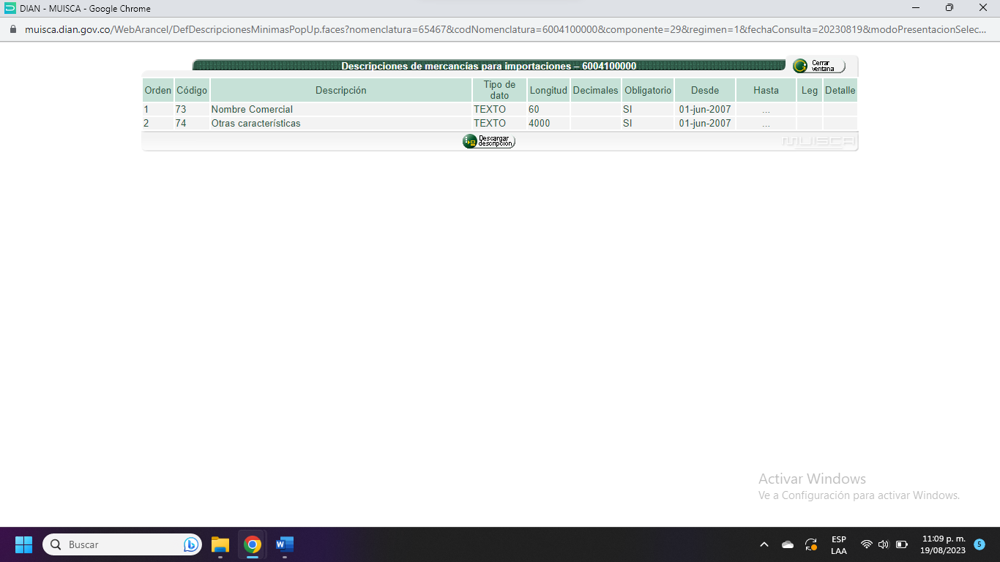 DIAN - MUISCA - Google Chrome
muisca.dian.gov.co/WebArancel/DefDescripcionesMinimasPopUp.faces?nomenclatura=65467&codNomenclatura=6004100000&componente=29&regimen=1&fechaConsulta=20230819&modoPresentacionSelec...
Descripciones de mercancías para importaciones – 6004100000
Cerrar ventana
Orden Código Descripción Tipo de dato Longitud Decimales Obligatorio Desde Hasta Leg Detalle
1 73 Nombre Comercial TEXTO 60 SI 01-jun-2007 ...
2 74 Otras características TEXTO 4000 SI 01-jun-2007 ...
Descargar descripción
MUISCA
Activar Windows
Ve a Configuración para activar Windows.
Buscar
ESP
LAA
11:09 p. m.
19/08/2023
5